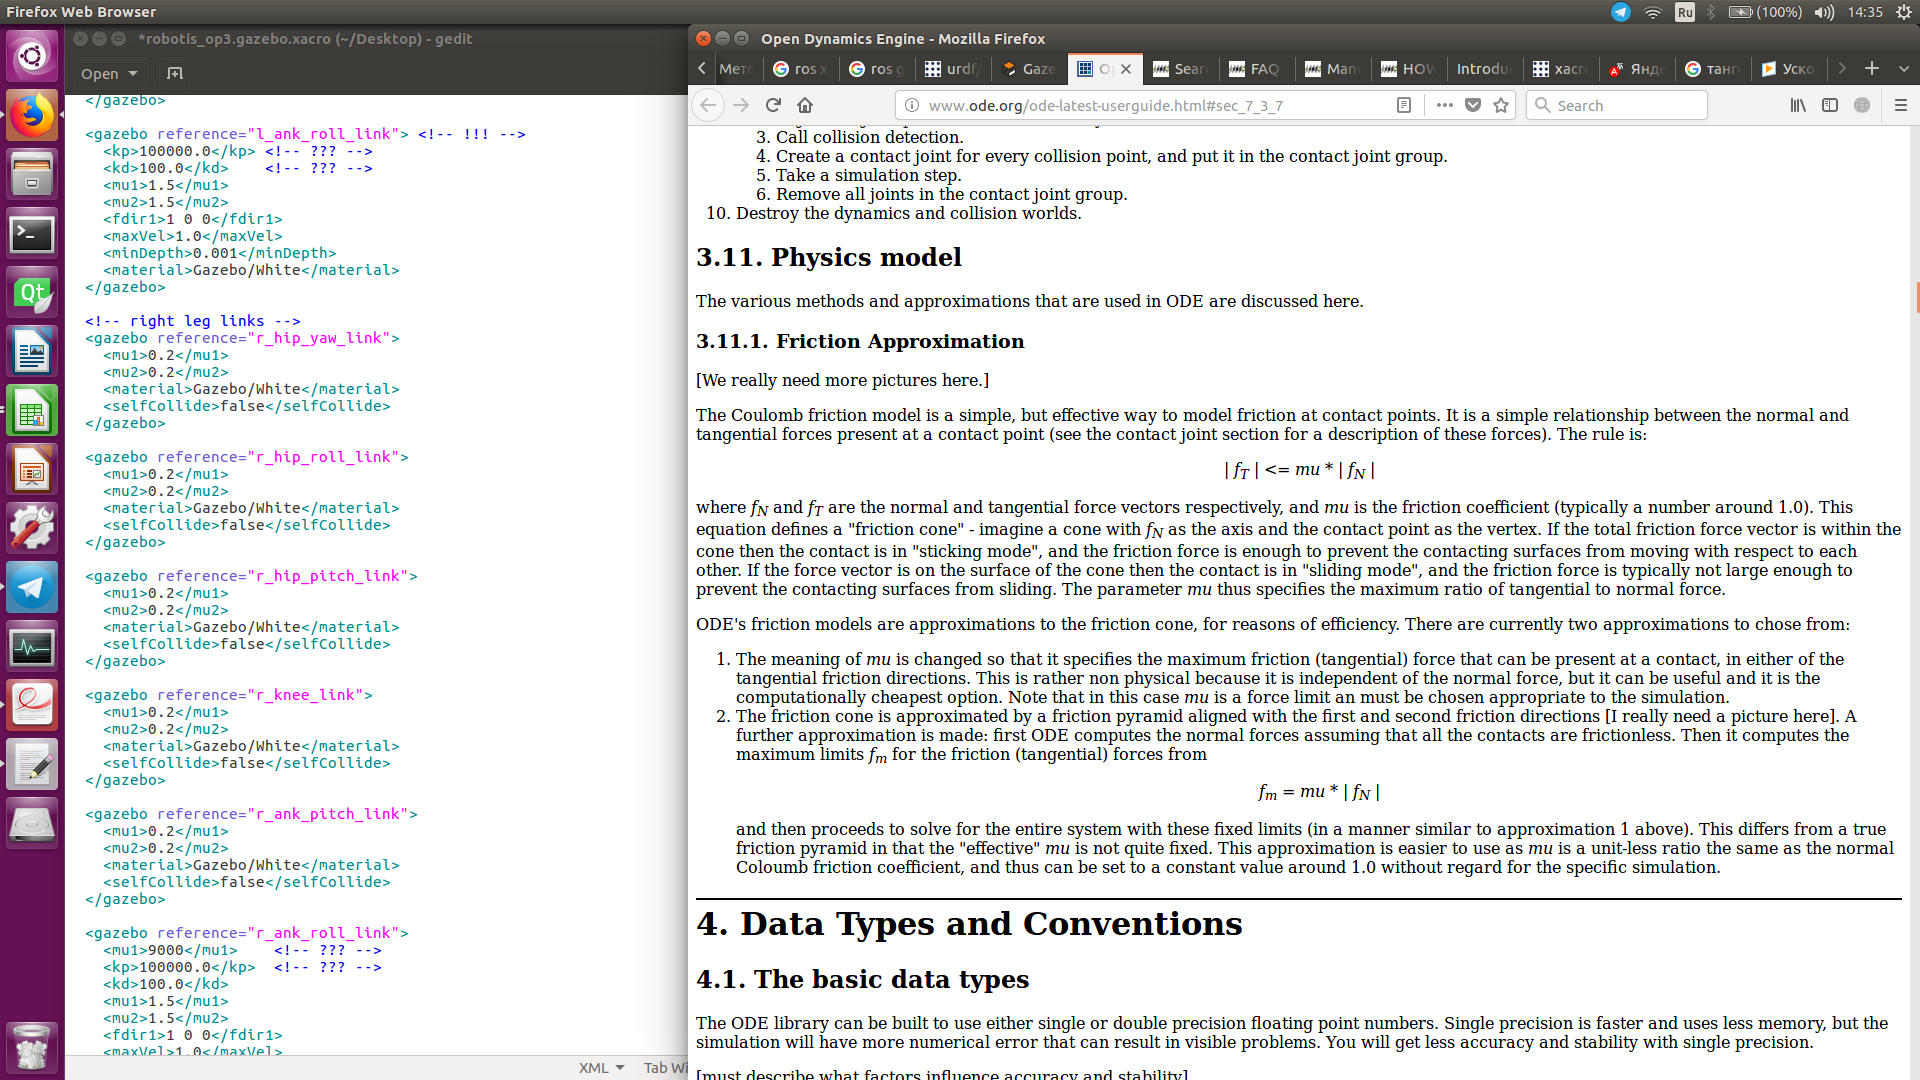 Firefox Web Browser
Ru
(100%)
14:35
*robotis_op3.gazebo.xacro (~/Desktop) - gedit
Open
</gazebo>
<gazebo reference="l_ank_roll_link"> <!-- !!! -->
<kp>100000.0</kp> <!-- ??? -->
<kd>100.0</kd>    <!-- ??? -->
<mu1>1.5</mu1>
<mu2>1.5</mu2>
<fdir1>1 0 0</fdir1>
<maxVel>1.0</maxVel>
<minDepth>0.001</minDepth>
<material>Gazebo/White</material>
</gazebo>
<!-- right leg links -->
<gazebo reference="r_hip_yaw_link">
<mu1>0.2</mu1>
<mu2>0.2</mu2>
<material>Gazebo/White</material>
<selfCollide>false</selfCollide>
</gazebo>
<gazebo reference="r_hip_roll_link">
<mu1>0.2</mu1>
<mu2>0.2</mu2>
<material>Gazebo/White</material>
<selfCollide>false</selfCollide>
</gazebo>
<gazebo reference="r_hip_pitch_link">
<mu1>0.2</mu1>
<mu2>0.2</mu2>
<material>Gazebo/White</material>
<selfCollide>false</selfCollide>
</gazebo>
<gazebo reference="r_knee_link">
<mu1>0.2</mu1>
<mu2>0.2</mu2>
<material>Gazebo/White</material>
<selfCollide>false</selfCollide>
</gazebo>
<gazebo reference="r_ank_pitch_link">
<mu1>0.2</mu1>
<mu2>0.2</mu2>
<material>Gazebo/White</material>
<selfCollide>false</selfCollide>
</gazebo>
<gazebo reference="r_ank_roll_link">
<mu1>9000</mu1>    <!-- ??? -->
<kp>100000.0</kp>  <!-- ??? -->
<kd>100.0</kd>
<mu1>1.5</mu1>
<mu2>1.5</mu2>
<fdir1>1 0 0</fdir1>
<maxVel>1.0</maxVel>
XML
Tab Wi
Open Dynamics Engine - Mozilla Firefox
Мето
ros x
ros g
urdf/
Gaze
Op
Sear
FAQ
Manu
HOW
Introdu
xacro
Янде
танг
Уско
www.ode.org/ode-latest-userguide.html#sec_7_3_7
Search
3. Call collision detection.
4. Create a contact joint for every collision point, and put it in the contact joint group.
5. Take a simulation step.
6. Remove all joints in the contact joint group.
10. Destroy the dynamics and collision worlds.
3.11. Physics model
The various methods and approximations that are used in ODE are discussed here.
3.11.1. Friction Approximation
[We really need more pictures here.]
The Coulomb friction model is a simple, but effective way to model friction at contact points. It is a simple relationship between the normal and
tangential forces present at a contact point (see the contact joint section for a description of these forces). The rule is:
| fT | <= mu * | fN |
where fN and fT are the normal and tangential force vectors respectively, and mu is the friction coefficient (typically a number around 1.0). This
equation defines a "friction cone" - imagine a cone with fN as the axis and the contact point as the vertex. If the total friction force vector is within the
cone then the contact is in "sticking mode", and the friction force is enough to prevent the contacting surfaces from moving with respect to each
other. If the force vector is on the surface of the cone then the contact is in "sliding mode", and the friction force is typically not large enough to
prevent the contacting surfaces from sliding. The parameter mu thus specifies the maximum ratio of tangential to normal force.
ODE's friction models are approximations to the friction cone, for reasons of efficiency. There are currently two approximations to chose from:
1. The meaning of mu is changed so that it specifies the maximum friction (tangential) force that can be present at a contact, in either of the
tangential friction directions. This is rather non physical because it is independent of the normal force, but it can be useful and it is the
computationally cheapest option. Note that in this case mu is a force limit an must be chosen appropriate to the simulation.
2. The friction cone is approximated by a friction pyramid aligned with the first and second friction directions [I really need a picture here]. A
further approximation is made: first ODE computes the normal forces assuming that all the contacts are frictionless. Then it computes the
maximum limits fm for the friction (tangential) forces from
fm = mu * | fN |
and then proceeds to solve for the entire system with these fixed limits (in a manner similar to approximation 1 above). This differs from a true
friction pyramid in that the "effective" mu is not quite fixed. This approximation is easier to use as mu is a unit-less ratio the same as the normal
Coloumb friction coefficient, and thus can be set to a constant value around 1.0 without regard for the specific simulation.
4. Data Types and Conventions
4.1. The basic data types
The ODE library can be built to use either single or double precision floating point numbers. Single precision is faster and uses less memory, but the
simulation will have more numerical error that can result in visible problems. You will get less accuracy and stability with single precision.
[must describe what factors influence accuracy and stability]